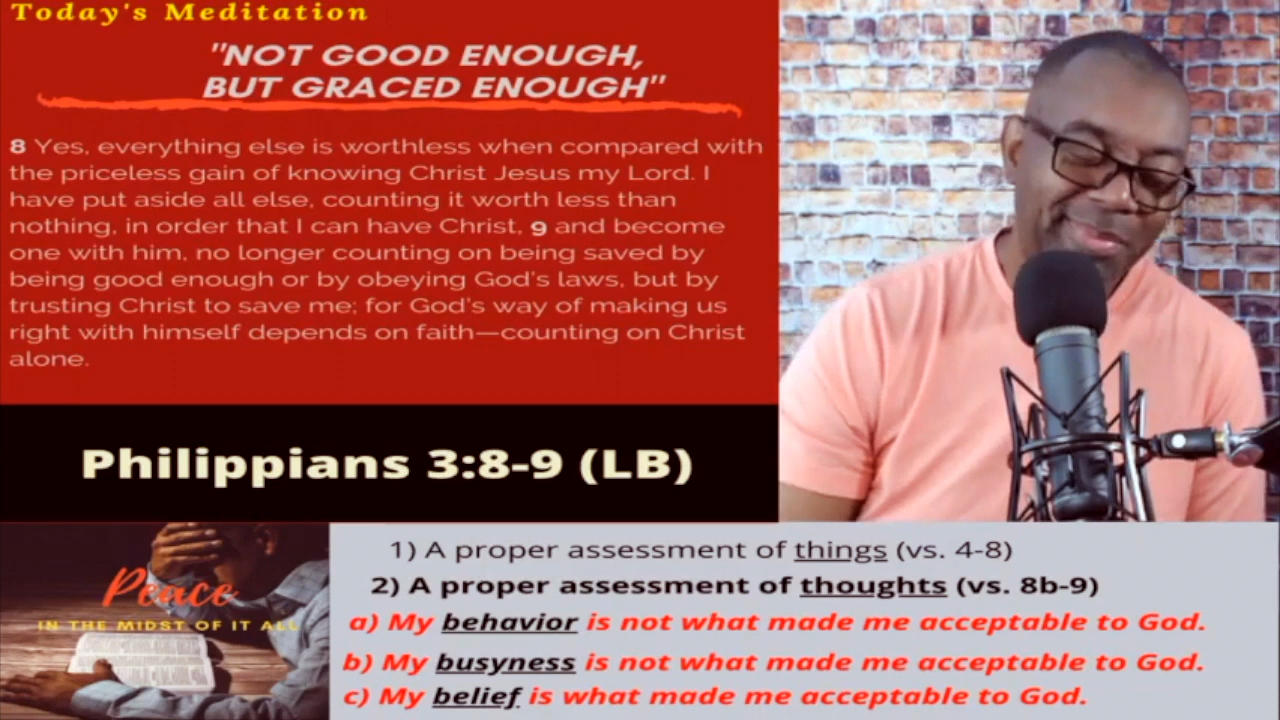 Today's Meditation
"NOT GOOD ENOUGH,
BUT GRACED ENOUGH"
8 Yes, everything else is worthless when compared with
the priceless gain of knowing Christ Jesus my Lord. I
have put aside all else, counting it worth less than
nothing, in order that I can have Christ, 9 and become
one with him, no longer counting on being saved by
being good enough or by obeying God's laws, but by
trusting Christ to save me; for God's way of making us
right with himself depends on faith—counting on Christ
alone.
Philippians 3:8-9 (LB)
Peace
IN THE MIDST OF IT ALL
1) A proper assessment of things (vs. 4-8)
2) A proper assessment of thoughts (vs. 8b-9)
a) My behavior is not what made me acceptable to God.
b) My busyness is not what made me acceptable to God.
c) My belief is what made me acceptable to God.